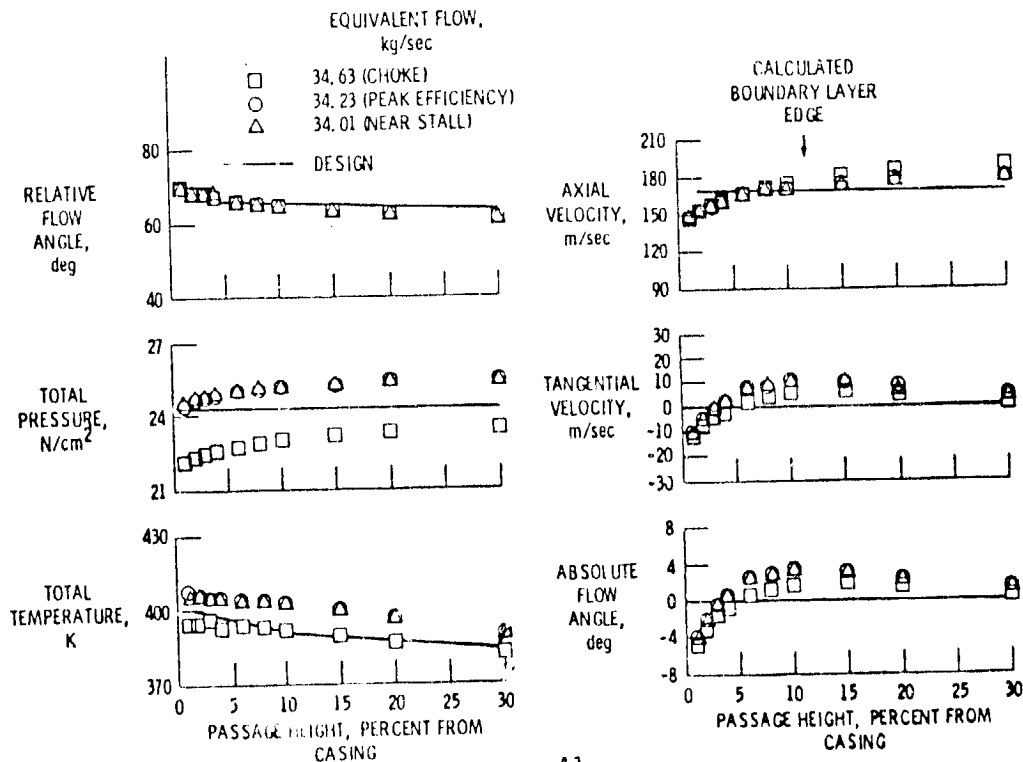 EQUIVALENT FLOW,
kg/sec
34.63 (CHOKE)
34.23 (PEAK EFFICIENCY)
34.01 (NEAR STALL)
DESIGN
80
60
40
RELATIVE
FLOW
ANGLE,
deg
CALCULATED
BOUNDARY LAYER
EDGE
210
180
150
120
90
AXIAL
VELOCITY,
m/sec
27
24
21
TOTAL
PRESSURE,
N/cm2
30
20
10
0
-10
-20
-30
TANGENTIAL
VELOCITY,
m/sec
430
400
370
TOTAL
TEMPERATURE,
K
0 5 10 15 20 25 30
PASSAGE HEIGHT, PERCENT FROM
CASING
8
4
0
-4
-8
ABSOLUTE
FLOW
ANGLE,
deg
0 5 10 15 20 25 30
PASSAGE HEIGHT, PERCENT FROM
CASING